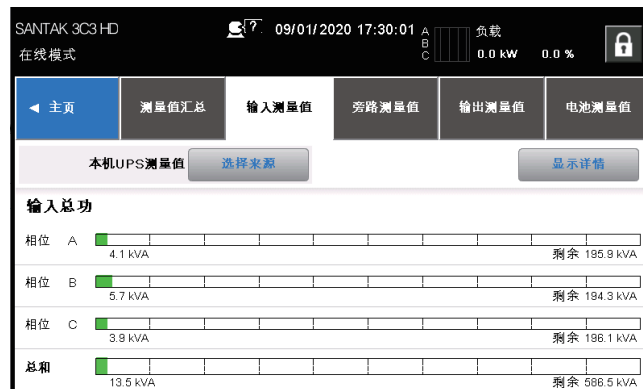 SANTAK 3C3 HD ? 09/01/2020 17:30:01 A 负载
B
在线模式 C 0.0 kW 0.0 %
◀ 主页 测量值汇总 输入测量值 旁路测量值 输出测量值 电池测量值
本机UPS测量值 选择来源 显示详情
输入总功
相位 A
4.1 kVA 剩余 195.9 kVA
相位 B
5.7 kVA 剩余 194.3 kVA
相位 C
3.9 kVA 剩余 196.1 kVA
总和
13.5 kVA 剩余 586.5 kVA